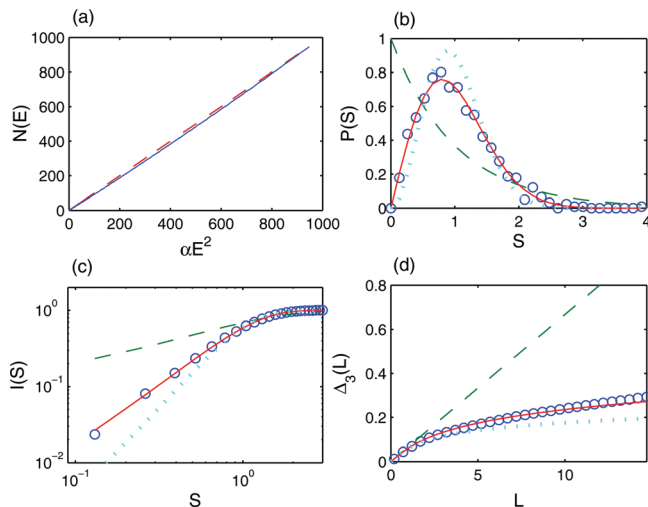 (a)
1000
800
600
400
200
0
N(E)
0 200 400 600 800 1000
αE²
(b)
1
0.8
0.6
0.4
0.2
0
P(S)
0 1 2 3 4
S
(c)
10⁰
10⁻¹
10⁻²
I(S)
10⁻¹ 10⁰
S
(d)
0.8
0.6
0.4
0.2
0
Δ₃(L)
0 5 10
L